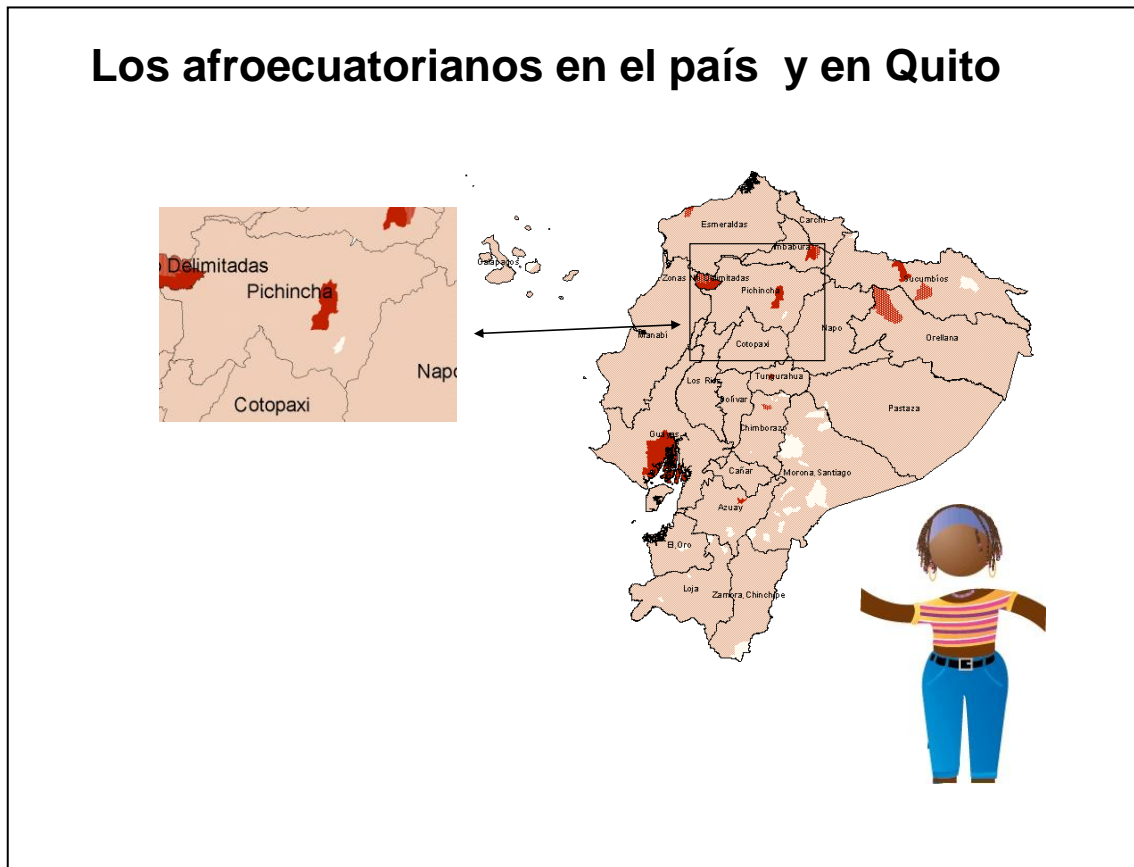 Los afroecuatorianos en el país y en Quito
o Delimitadas
Pichincha
Napo
Cotopaxi
Galapagos
Esmeraldas
Carchi
Imbabura
Zonas No Delimitadas
Sucumbíos
Pichincha
Manabí
Napo
Orellana
Cotopaxi
Los Ríos
Tungurahua
Bolívar
Pastaza
Chimborazo
Guayas
Cañar
Morona, Santiago
Azuay
El, Oro
Loja
Zamora, Chinchipe